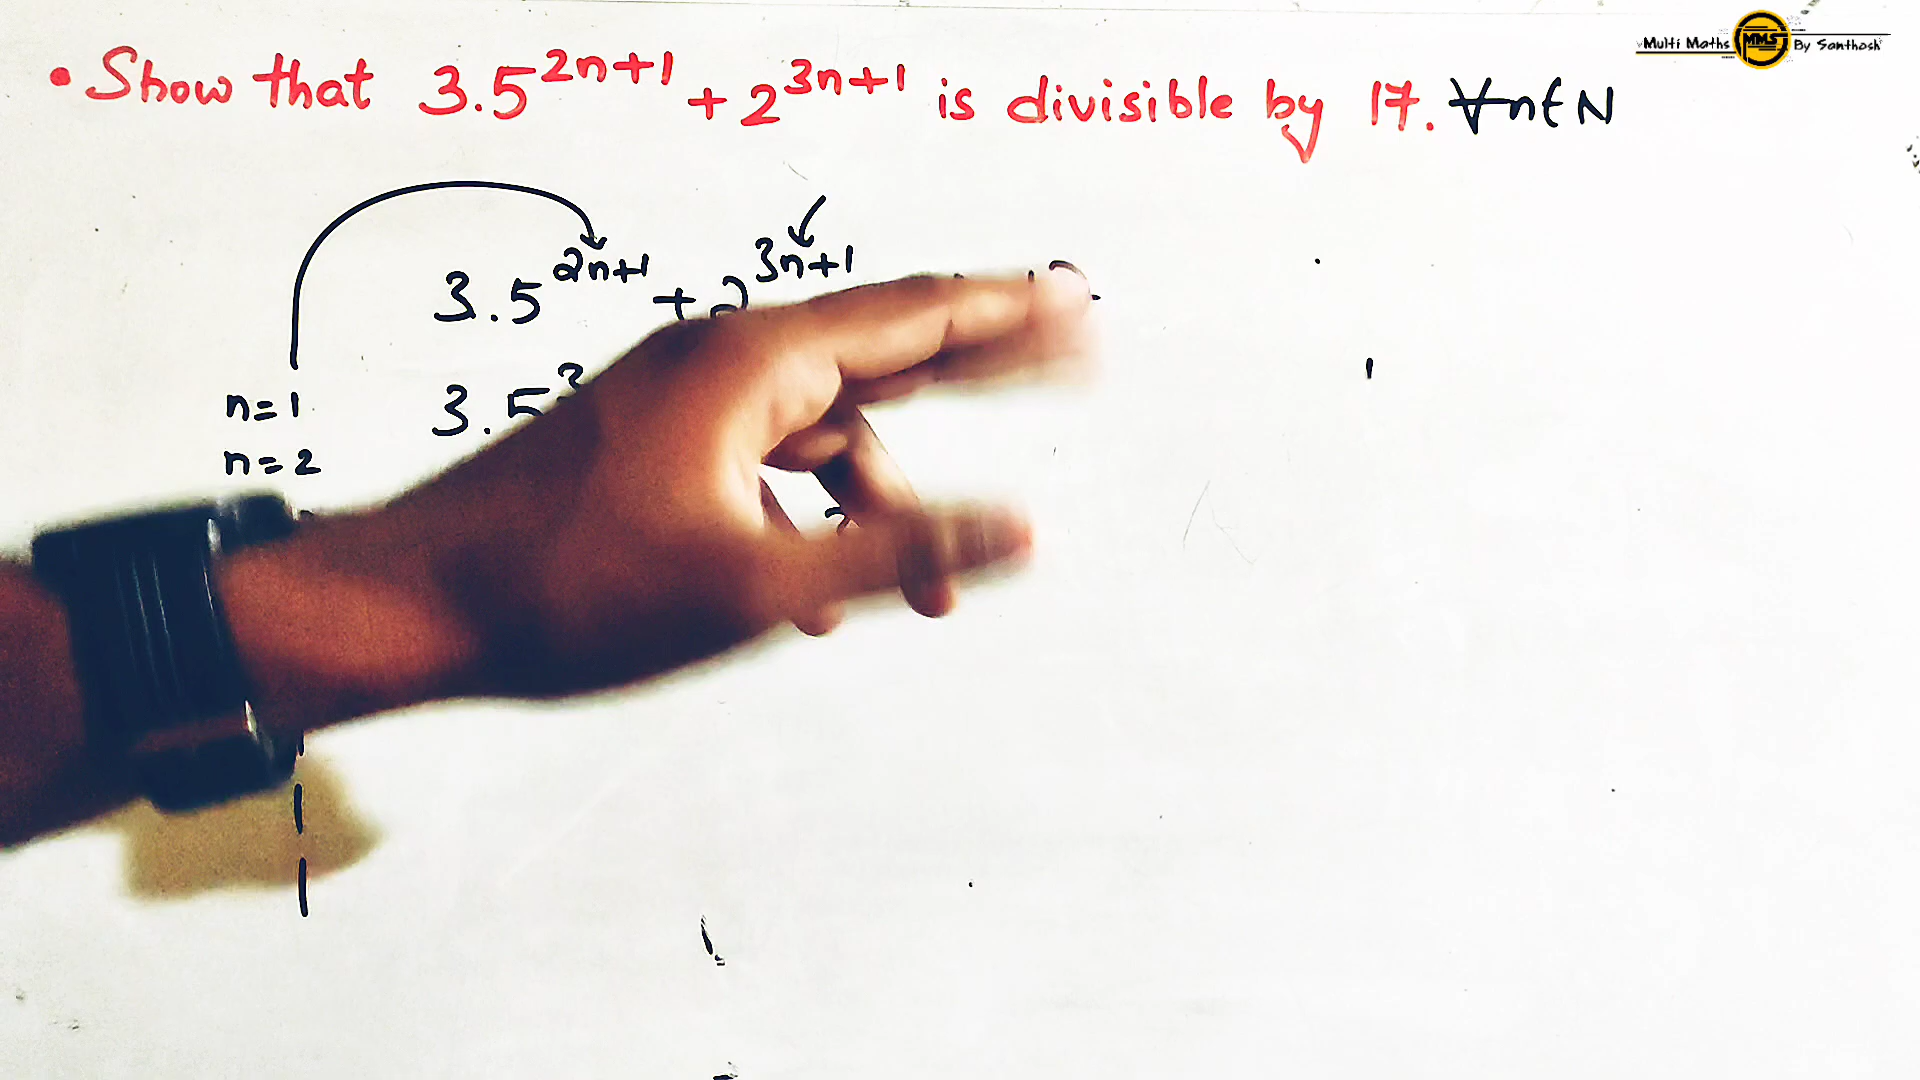 Multi Maths MMS By Santhosh
• Show that 3.5^{2n+1} + 2^{3n+1} is divisible by 17. ∀n∈N
3.5^{2n+1} + 2^{3n+1}
n=1 3.5^3
n=2